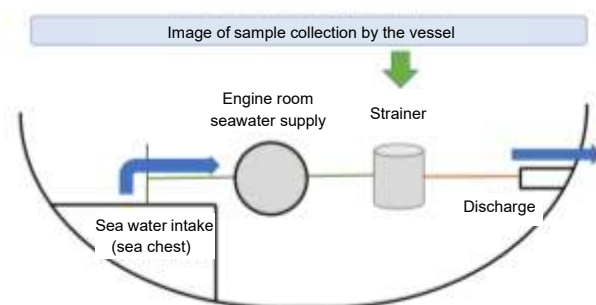 Image of sample collection by the vessel
Engine room
seawater supply
Strainer
Sea water intake
(sea chest)
Discharge